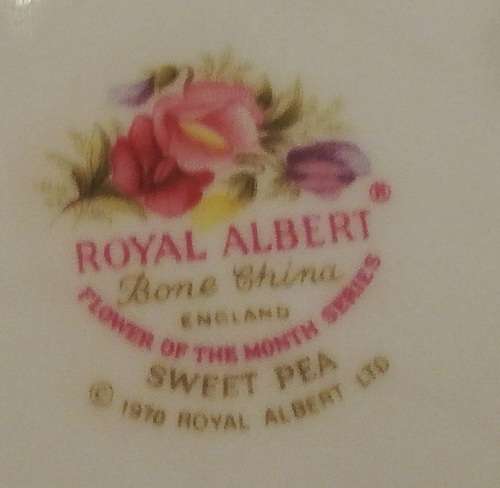 ROYAL ALBERT®
Bone China
ENGLAND
FLOWER OF THE MONTH SERIES
SWEET PEA
© 1970 ROYAL ALBERT LTD